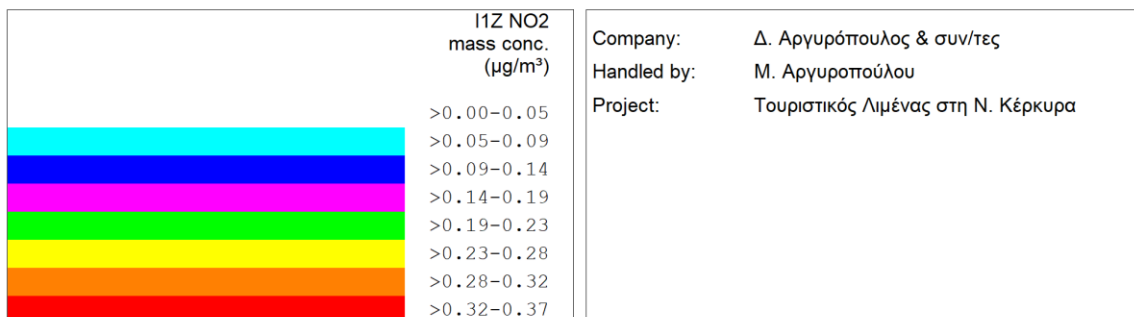 I1Z NO2
mass conc.
(µg/m³)
>0.00-0.05
>0.05-0.09
>0.09-0.14
>0.14-0.19
>0.19-0.23
>0.23-0.28
>0.28-0.32
>0.32-0.37
Company: Δ. Αργυρόπουλος & συν/τες
Handled by: Μ. Αργυροπούλου
Project: Τουριστικός Λιμένας στη Ν. Κέρκυρα